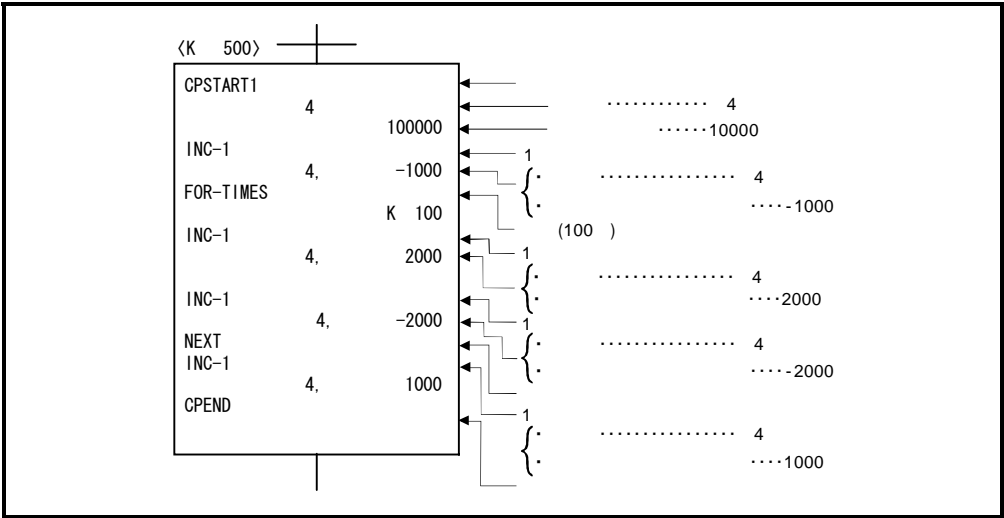 〈K 500〉
CPSTART1
4 ············ 4
100000 ······10000
INC-1 1
4, -1000 · ··············· 4
FOR-TIMES · ····-1000
K 100
(100 )
INC-1 1
4, 2000 · ··············· 4
· ····2000
INC-1 1
4, -2000 · ··············· 4
NEXT
INC-1 · ····-2000
4, 1000
CPEND 1
· ··············· 4
· ····1000